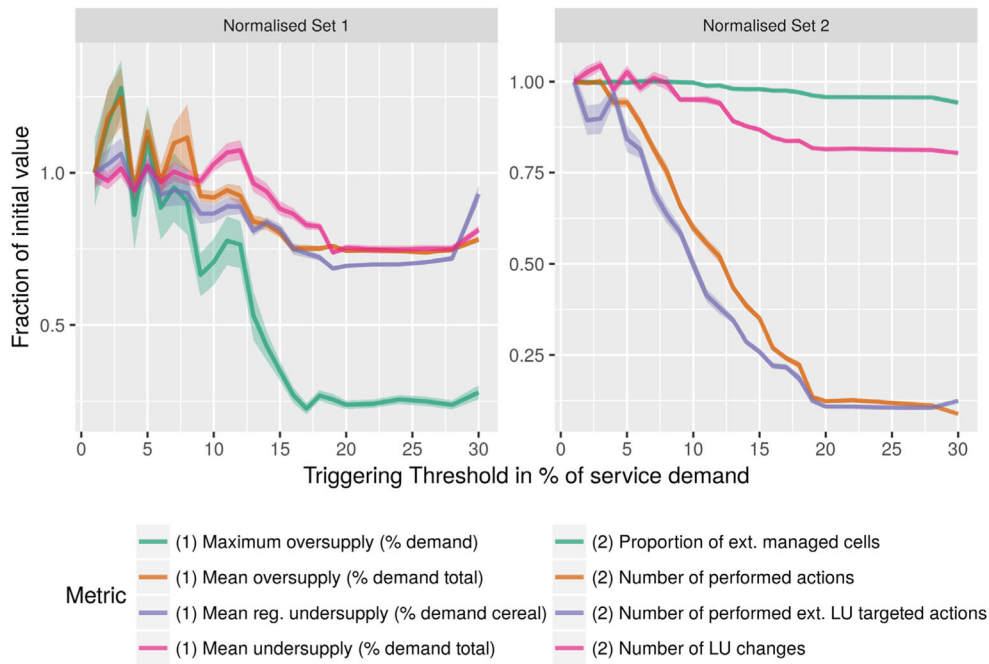 Normalised Set 1
Normalised Set 2
Fraction of initial value
1.0
0.5
1.00
0.75
0.50
0.25
0 5 10 15 20 25 30
0 5 10 15 20 25 30
Triggering Threshold in % of service demand
Metric
(1) Maximum oversupply (% demand)
(1) Mean oversupply (% demand total)
(1) Mean reg. undersupply (% demand cereal)
(1) Mean undersupply (% demand total)
(2) Proportion of ext. managed cells
(2) Number of performed actions
(2) Number of performed ext. LU targeted actions
(2) Number of LU changes